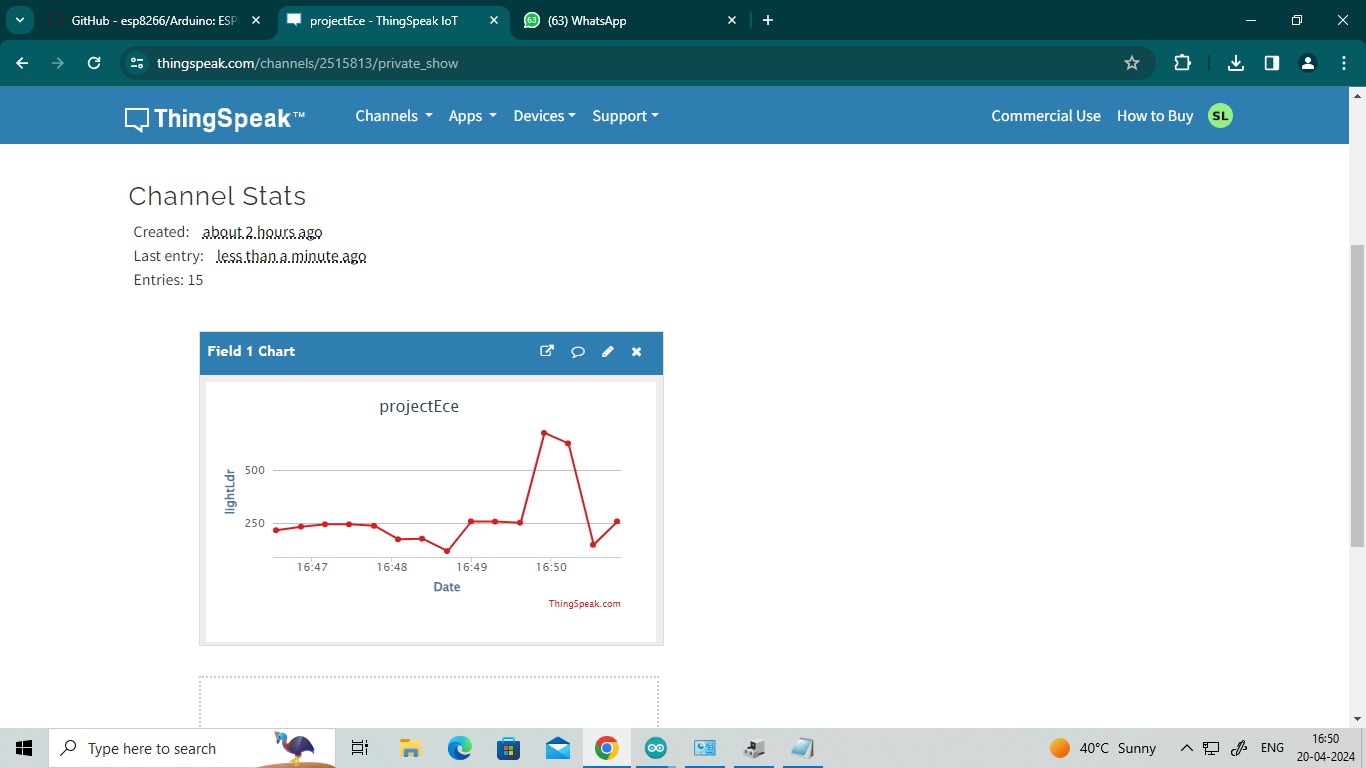 GitHub - esp8266/Arduino: ESP
projectEce - ThingSpeak IoT
63
(63) WhatsApp
thingspeak.com/channels/2515813/private_show
ThingSpeak™
Channels
Apps
Devices
Support
Commercial Use
How to Buy
SL
Channel Stats
Created: about 2 hours ago
Last entry: less than a minute ago
Entries: 15
Field 1 Chart
projectEce
lightLdr
500
250
16:47
16:48
16:49
16:50
Date
ThingSpeak.com
Type here to search
40°C Sunny
ENG
16:50
20-04-2024